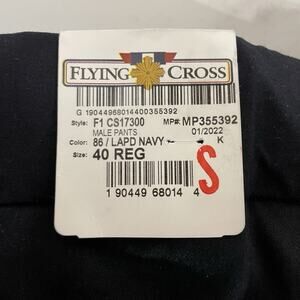 FLYING CROSS
G 19044968014400355392
Style: F1 CS17300 MP#: MP355392
MALE PANTS 01/2022
Color: 86 / LAPD NAVY K
Size: 40 REG
S
1 90449 68014 4